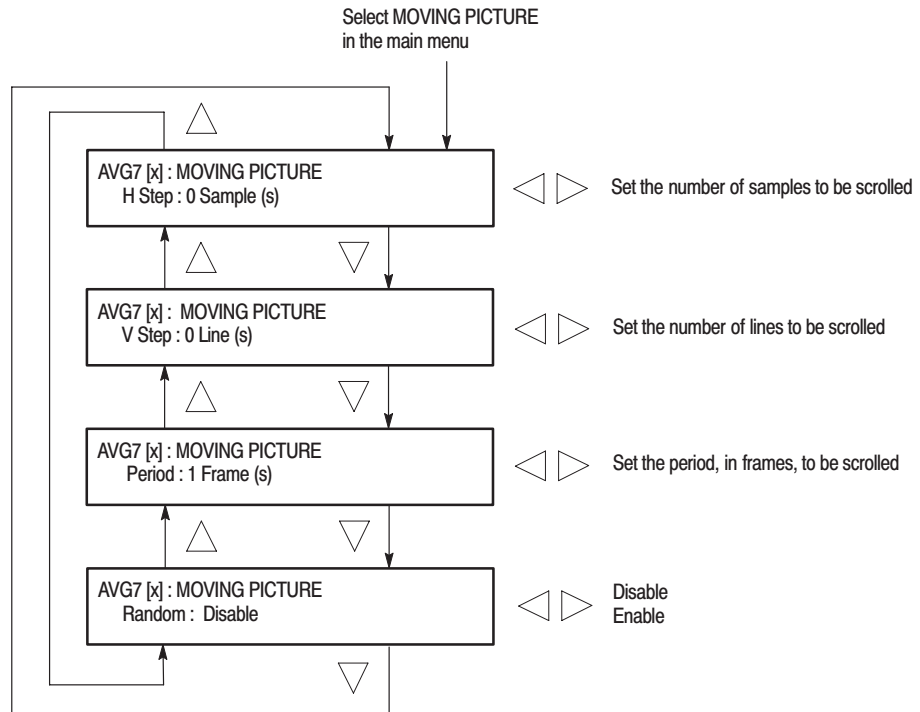 Select MOVING PICTURE
in the main menu
AVG7 [x] : MOVING PICTURE
H Step : 0 Sample (s)
Set the number of samples to be scrolled
AVG7 [x] : MOVING PICTURE
V Step : 0 Line (s)
Set the number of lines to be scrolled
AVG7 [x] : MOVING PICTURE
Period : 1 Frame (s)
Set the period, in frames, to be scrolled
AVG7 [x] : MOVING PICTURE
Random : Disable
Disable
Enable